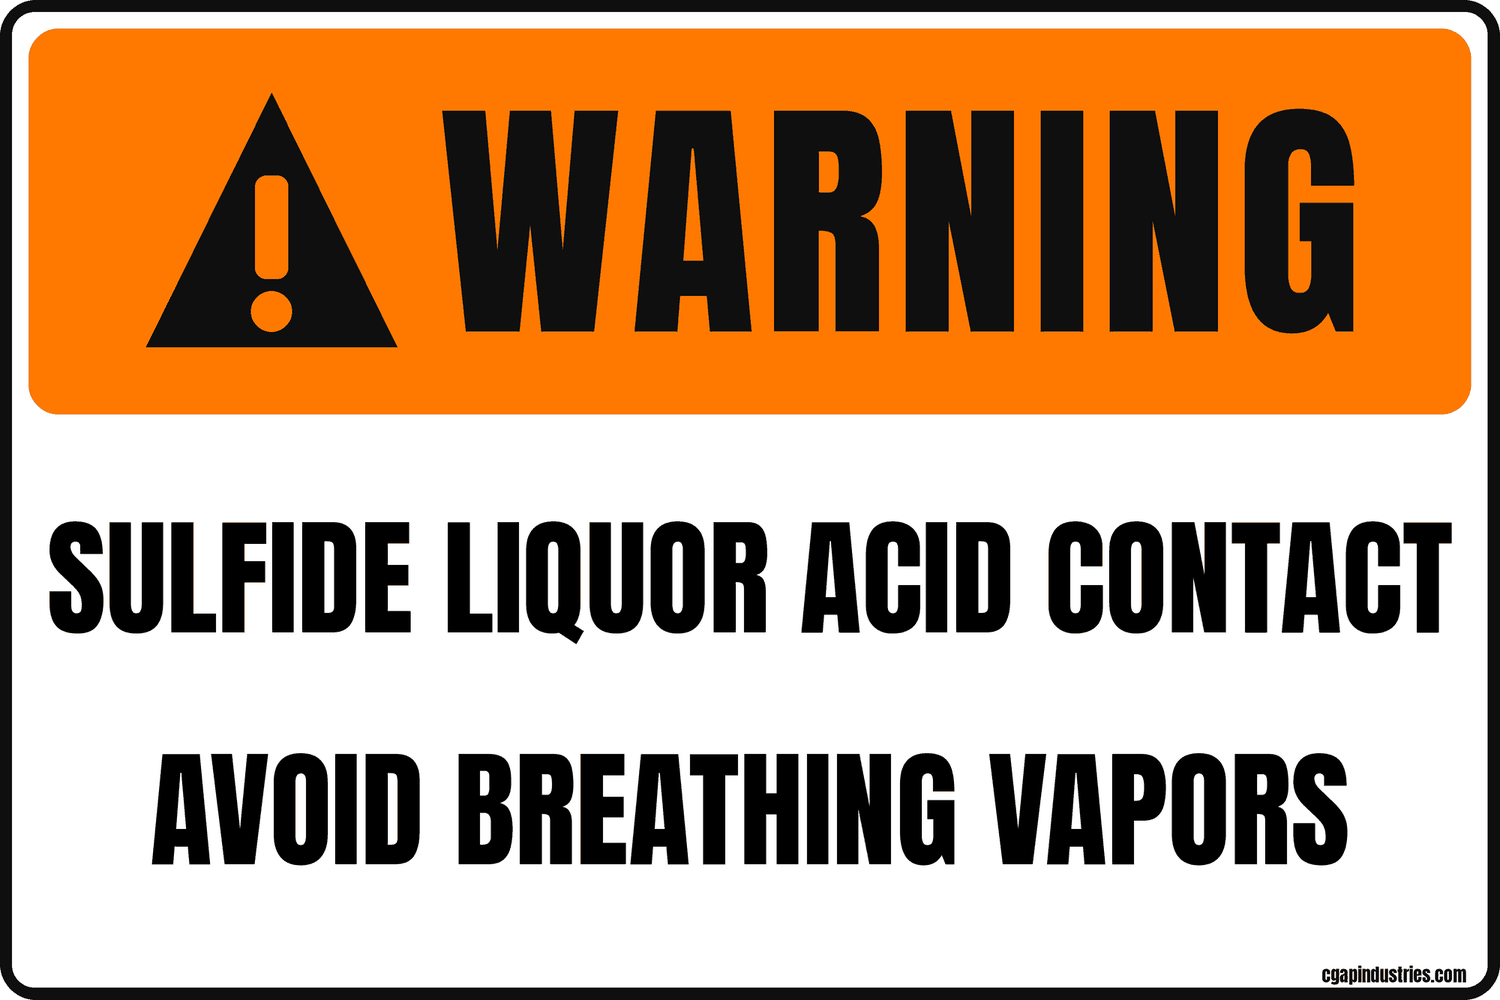 WARNING
SULFIDE LIQUOR ACID CONTACT
AVOID BREATHING VAPORS
cgapindustries.com